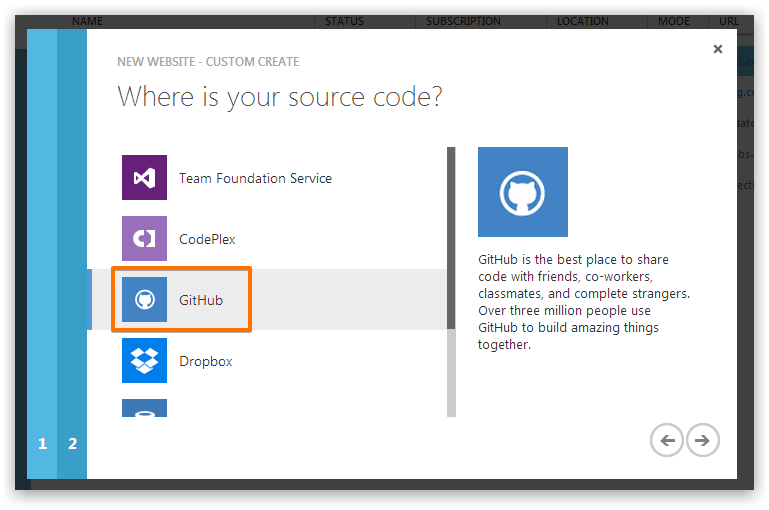 NAME STATUS SUBSCRIPTION LOCATION MODE URL
NEW WEBSITE - CUSTOM CREATE
Where is your source code?
Team Foundation Service
CodePlex
GitHub
Dropbox
GitHub is the best place to share
code with friends, co-workers,
classmates, and complete strangers.
Over three million people use
GitHub to build amazing things
together.
1 2